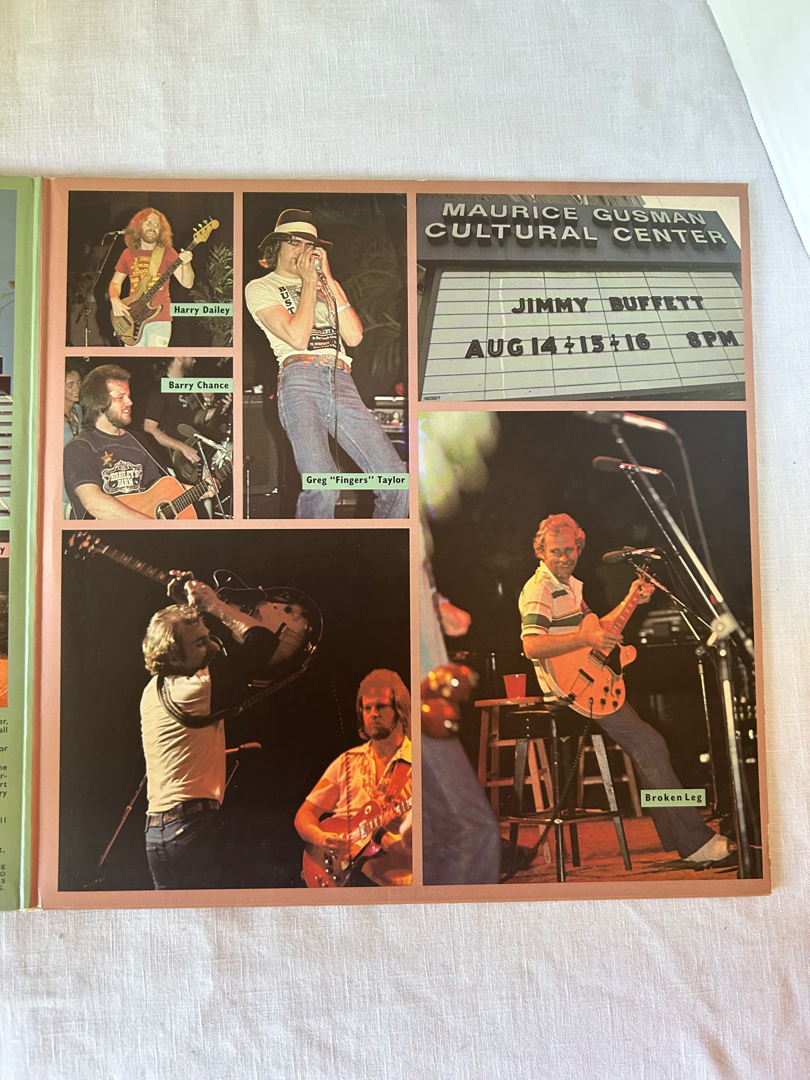 Harry Dailey
Barry Chance
BUST
Greg "Fingers" Taylor
MAURICE GUSMAN
CULTURAL CENTER
JIMMY BUFFETT
AUG 14+15+16 8PM
Broken Leg